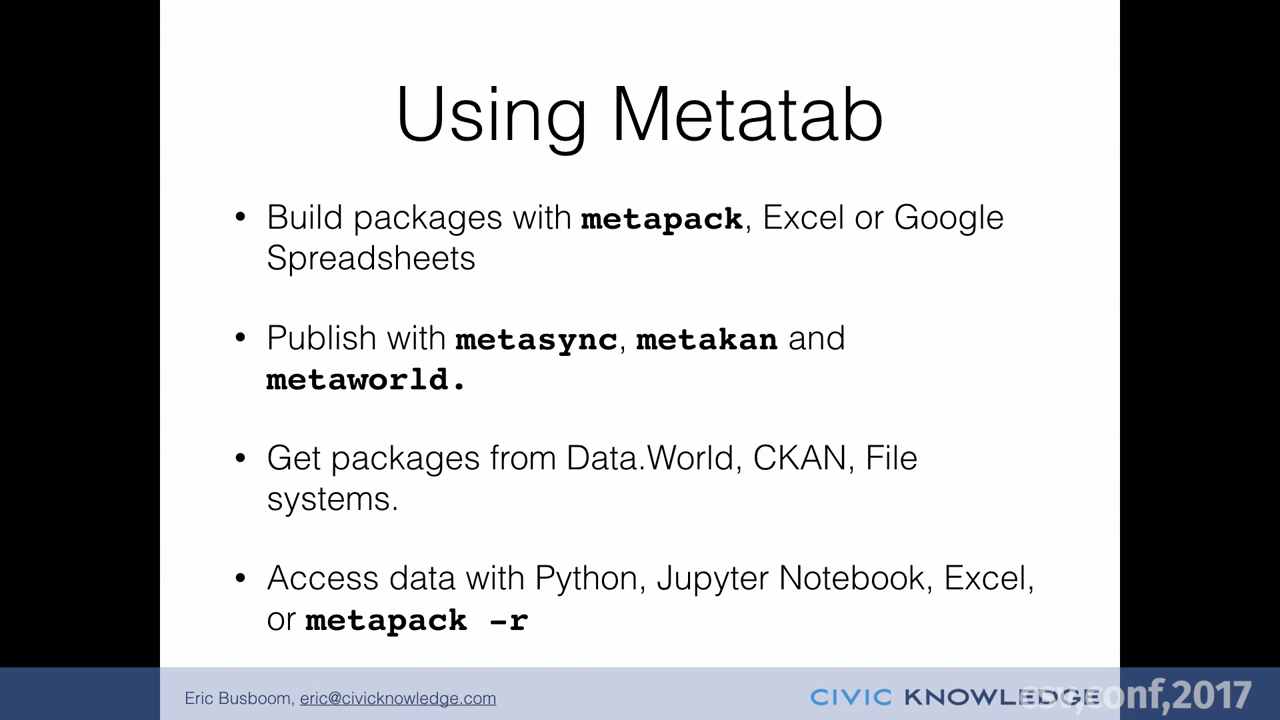 Using Metatab
• Build packages with metapack, Excel or Google
Spreadsheets
• Publish with metasync, metakan and
metaworld.
• Get packages from Data.World, CKAN, File
systems.
• Access data with Python, Jupyter Notebook, Excel,
or metapack -r
Eric Busboom, eric@civicknowledge.com
CIVIC KNOWLEDGE
csv,conf,2017